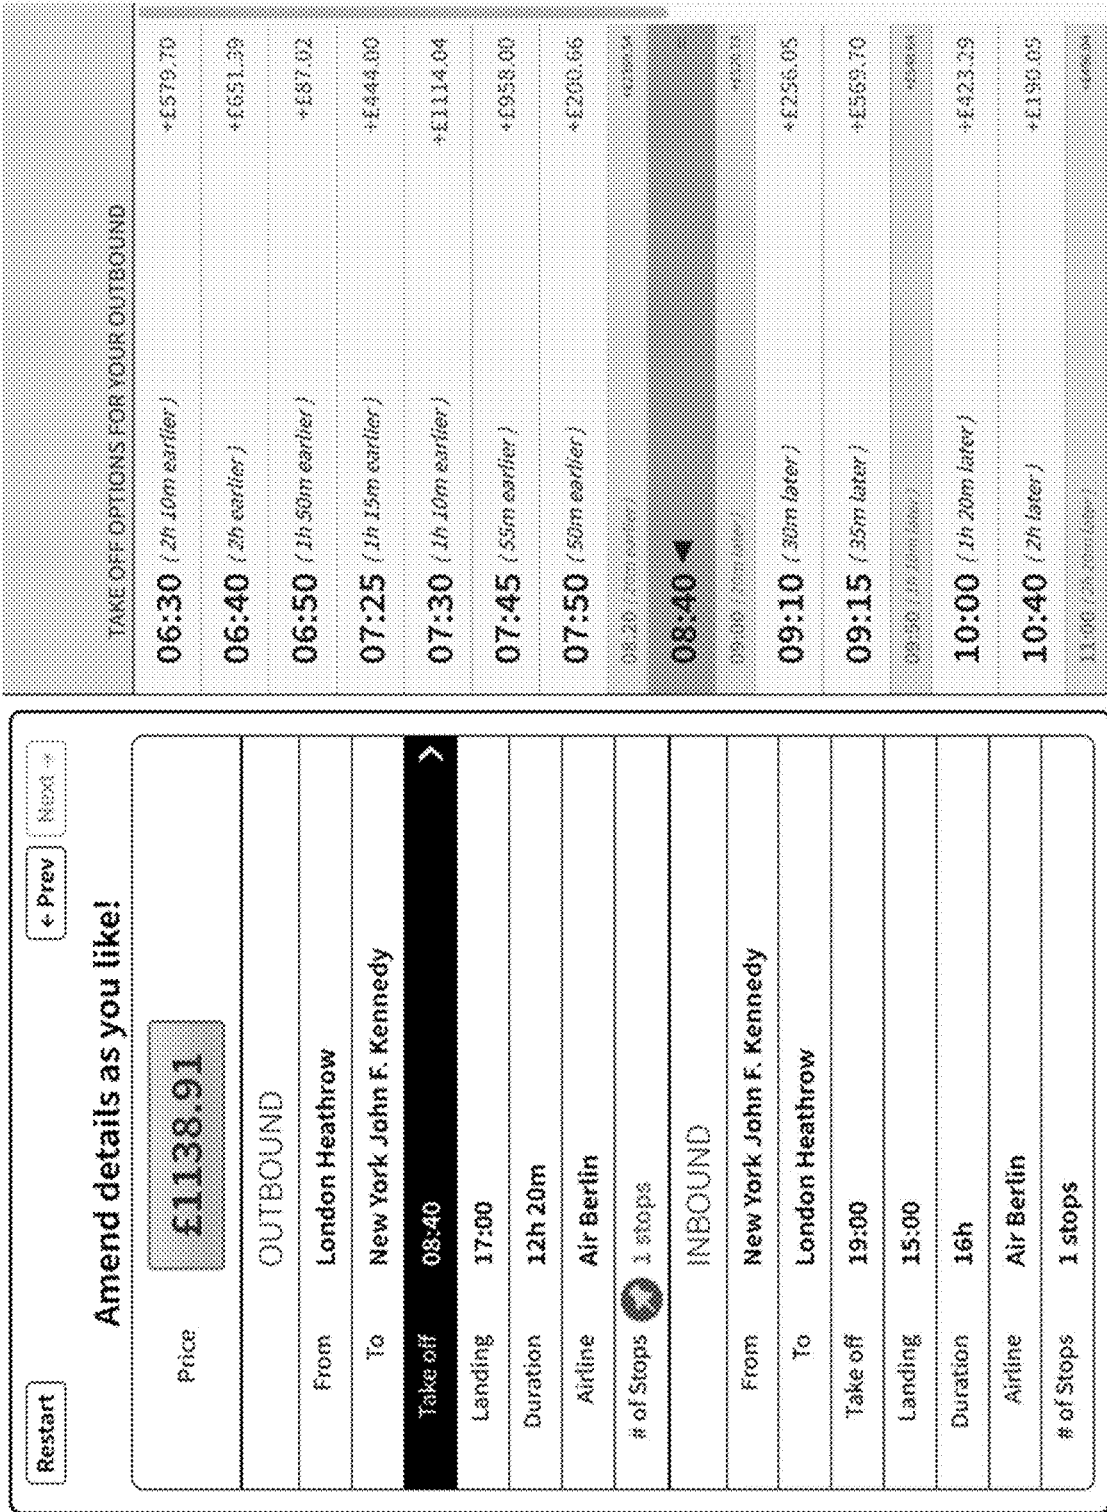 Restart
← Prev
Next →
Amend details as you like!
Price £1138.91
OUTBOUND
From London Heathrow
To New York John F. Kennedy
Take off 08:40
Landing 17:00
Duration 12h 20m
Airline Air Berlin
# of Stops 1 stops
INBOUND
From New York John F. Kennedy
To London Heathrow
Take off 19:00
Landing 15:00
Duration 16h
Airline Air Berlin
# of Stops 1 stops
TAKE OFF OPTIONS FOR YOUR OUTBOUND
06:30 ( 2h 10m earlier ) +£579.70
06:40 ( 2h earlier ) +£651.39
06:50 ( 1h 50m earlier ) +£87.02
07:25 ( 1h 15m earlier ) +£444.00
07:30 ( 1h 10m earlier ) +£1114.04
07:45 ( 55m earlier ) +£958.00
07:50 ( 50m earlier ) +£200.66
08:40
09:10 ( 30m later ) +£256.05
09:15 ( 35m later ) +£569.70
10:00 ( 1h 20m later ) +£423.29
10:40 ( 2h later ) +£190.05
11:00